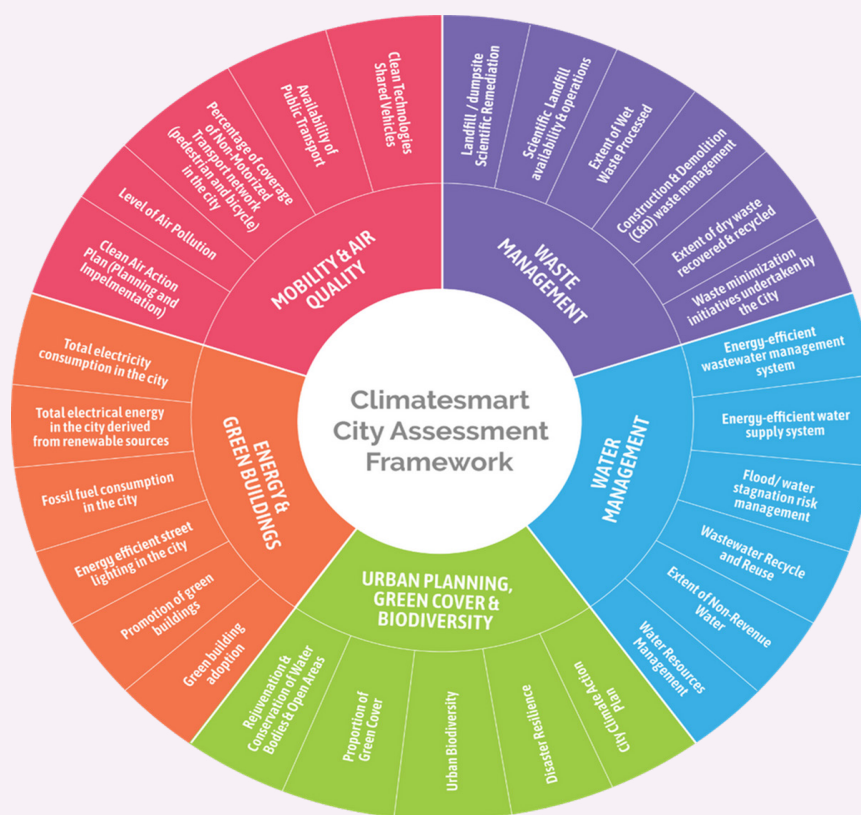 Climatesmart
City Assessment
Framework
MOBILITY & AIR
QUALITY
Clean Air Action
Plan (Planning and
Impelmentation)
Level of Air Pollution
Percentage of coverage
of Non-Motorized
Transport network
(pedestrian and bicycle)
in the city
Availability of
Public Transport
Clean Technologies
Shared Vehicles
WASTE
MANAGEMENT
Landfill / dumpsite
Scientific Remediation
Scientific Landfill
availability & operations
Extent of Wet
Waste Processed
Construction & Demolition
(C&D) waste management
Extent of dry waste
recovered & recycled
Waste minimization
initiatives undertaken by
the City
WATER
MANAGEMENT
Energy-efficient
wastewater management
system
Energy-efficient water
supply system
Flood/ water
stagnation risk
management
Wastewater Recycle
and Reuse
Extent of Non-Revenue
Water
Water Resources
Management
URBAN PLANNING,
GREEN COVER &
BIODIVERSITY
City Climate Action
Plan
Disaster Resilience
Urban Biodiversity
Proportion of
Green Cover
Rejuvenation &
Conservation of Water
Bodies & Open Areas
ENERGY &
GREEN BUILDINGS
Green building
adoption
Promotion of green
buildings
Energy efficient street
lighting in the city
Fossil fuel consumption
in the city
Total electrical energy
in the city derived
from renewable sources
Total electricity
consumption in the city